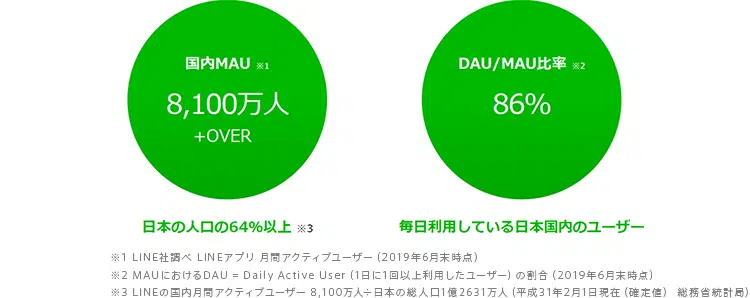 国内MAU ※1
8,100万人
+OVER
日本の人口の64%以上 ※3
DAU/MAU比率 ※2
86%
毎日利用している日本国内のユーザー
※1 LINE社調べ LINEアプリ 月間アクティブユーザー（2019年6月末時点）
※2 MAUにおけるDAU = Daily Active User（1日に1回以上利用したユーザー）の割合（2019年6月末時点）
※3 LINEの国内月間アクティブユーザー 8,100万人÷日本の総人口1億2631万人（平成31年2月1日現在（確定値） 総務省統計局）